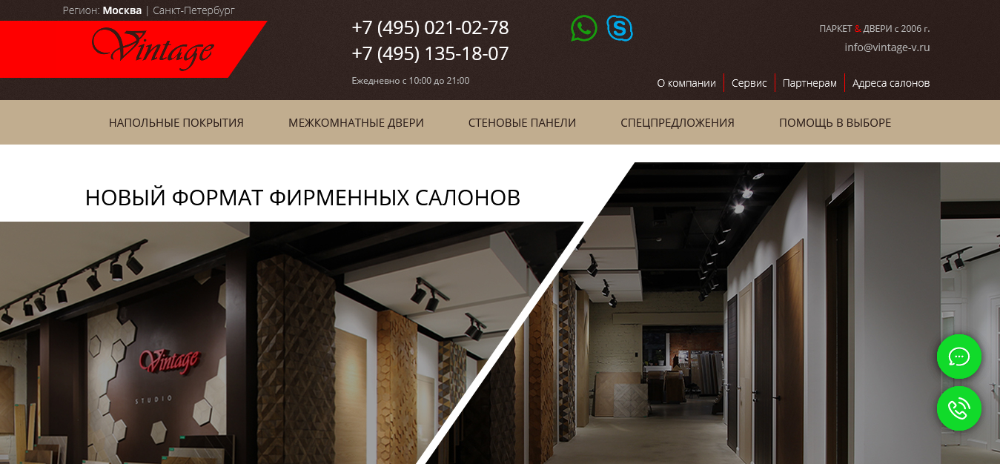 Регион: Москва | Санкт-Петербург
Vintage
+7 (495) 021-02-78
+7 (495) 135-18-07
Ежедневно с 10:00 до 21:00
ПАРКЕТ & ДВЕРИ с 2006 г.
info@vintage-v.ru
О компании Сервис Партнерам Адреса салонов
НАПОЛЬНЫЕ ПОКРЫТИЯ МЕЖКОМНАТНЫЕ ДВЕРИ СТЕНОВЫЕ ПАНЕЛИ СПЕЦПРЕДЛОЖЕНИЯ ПОМОЩЬ В ВЫБОРЕ
НОВЫЙ ФОРМАТ ФИРМЕННЫХ САЛОНОВ
Vintage
STUDIO